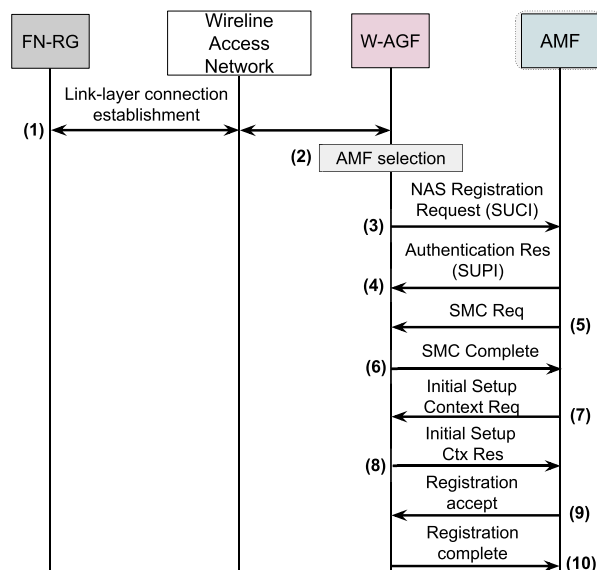 FN-RG
Wireline
Access
Network
W-AGF
AMF
Link-layer connection
establishment
(1)
(2)
AMF selection
NAS Registration
Request (SUCI)
(3)
Authentication Res
(SUPI)
(4)
SMC Req
(5)
SMC Complete
(6)
Initial Setup
Context Req
(7)
Initial Setup
Ctx Res
(8)
Registration
accept
(9)
Registration
complete
(10)